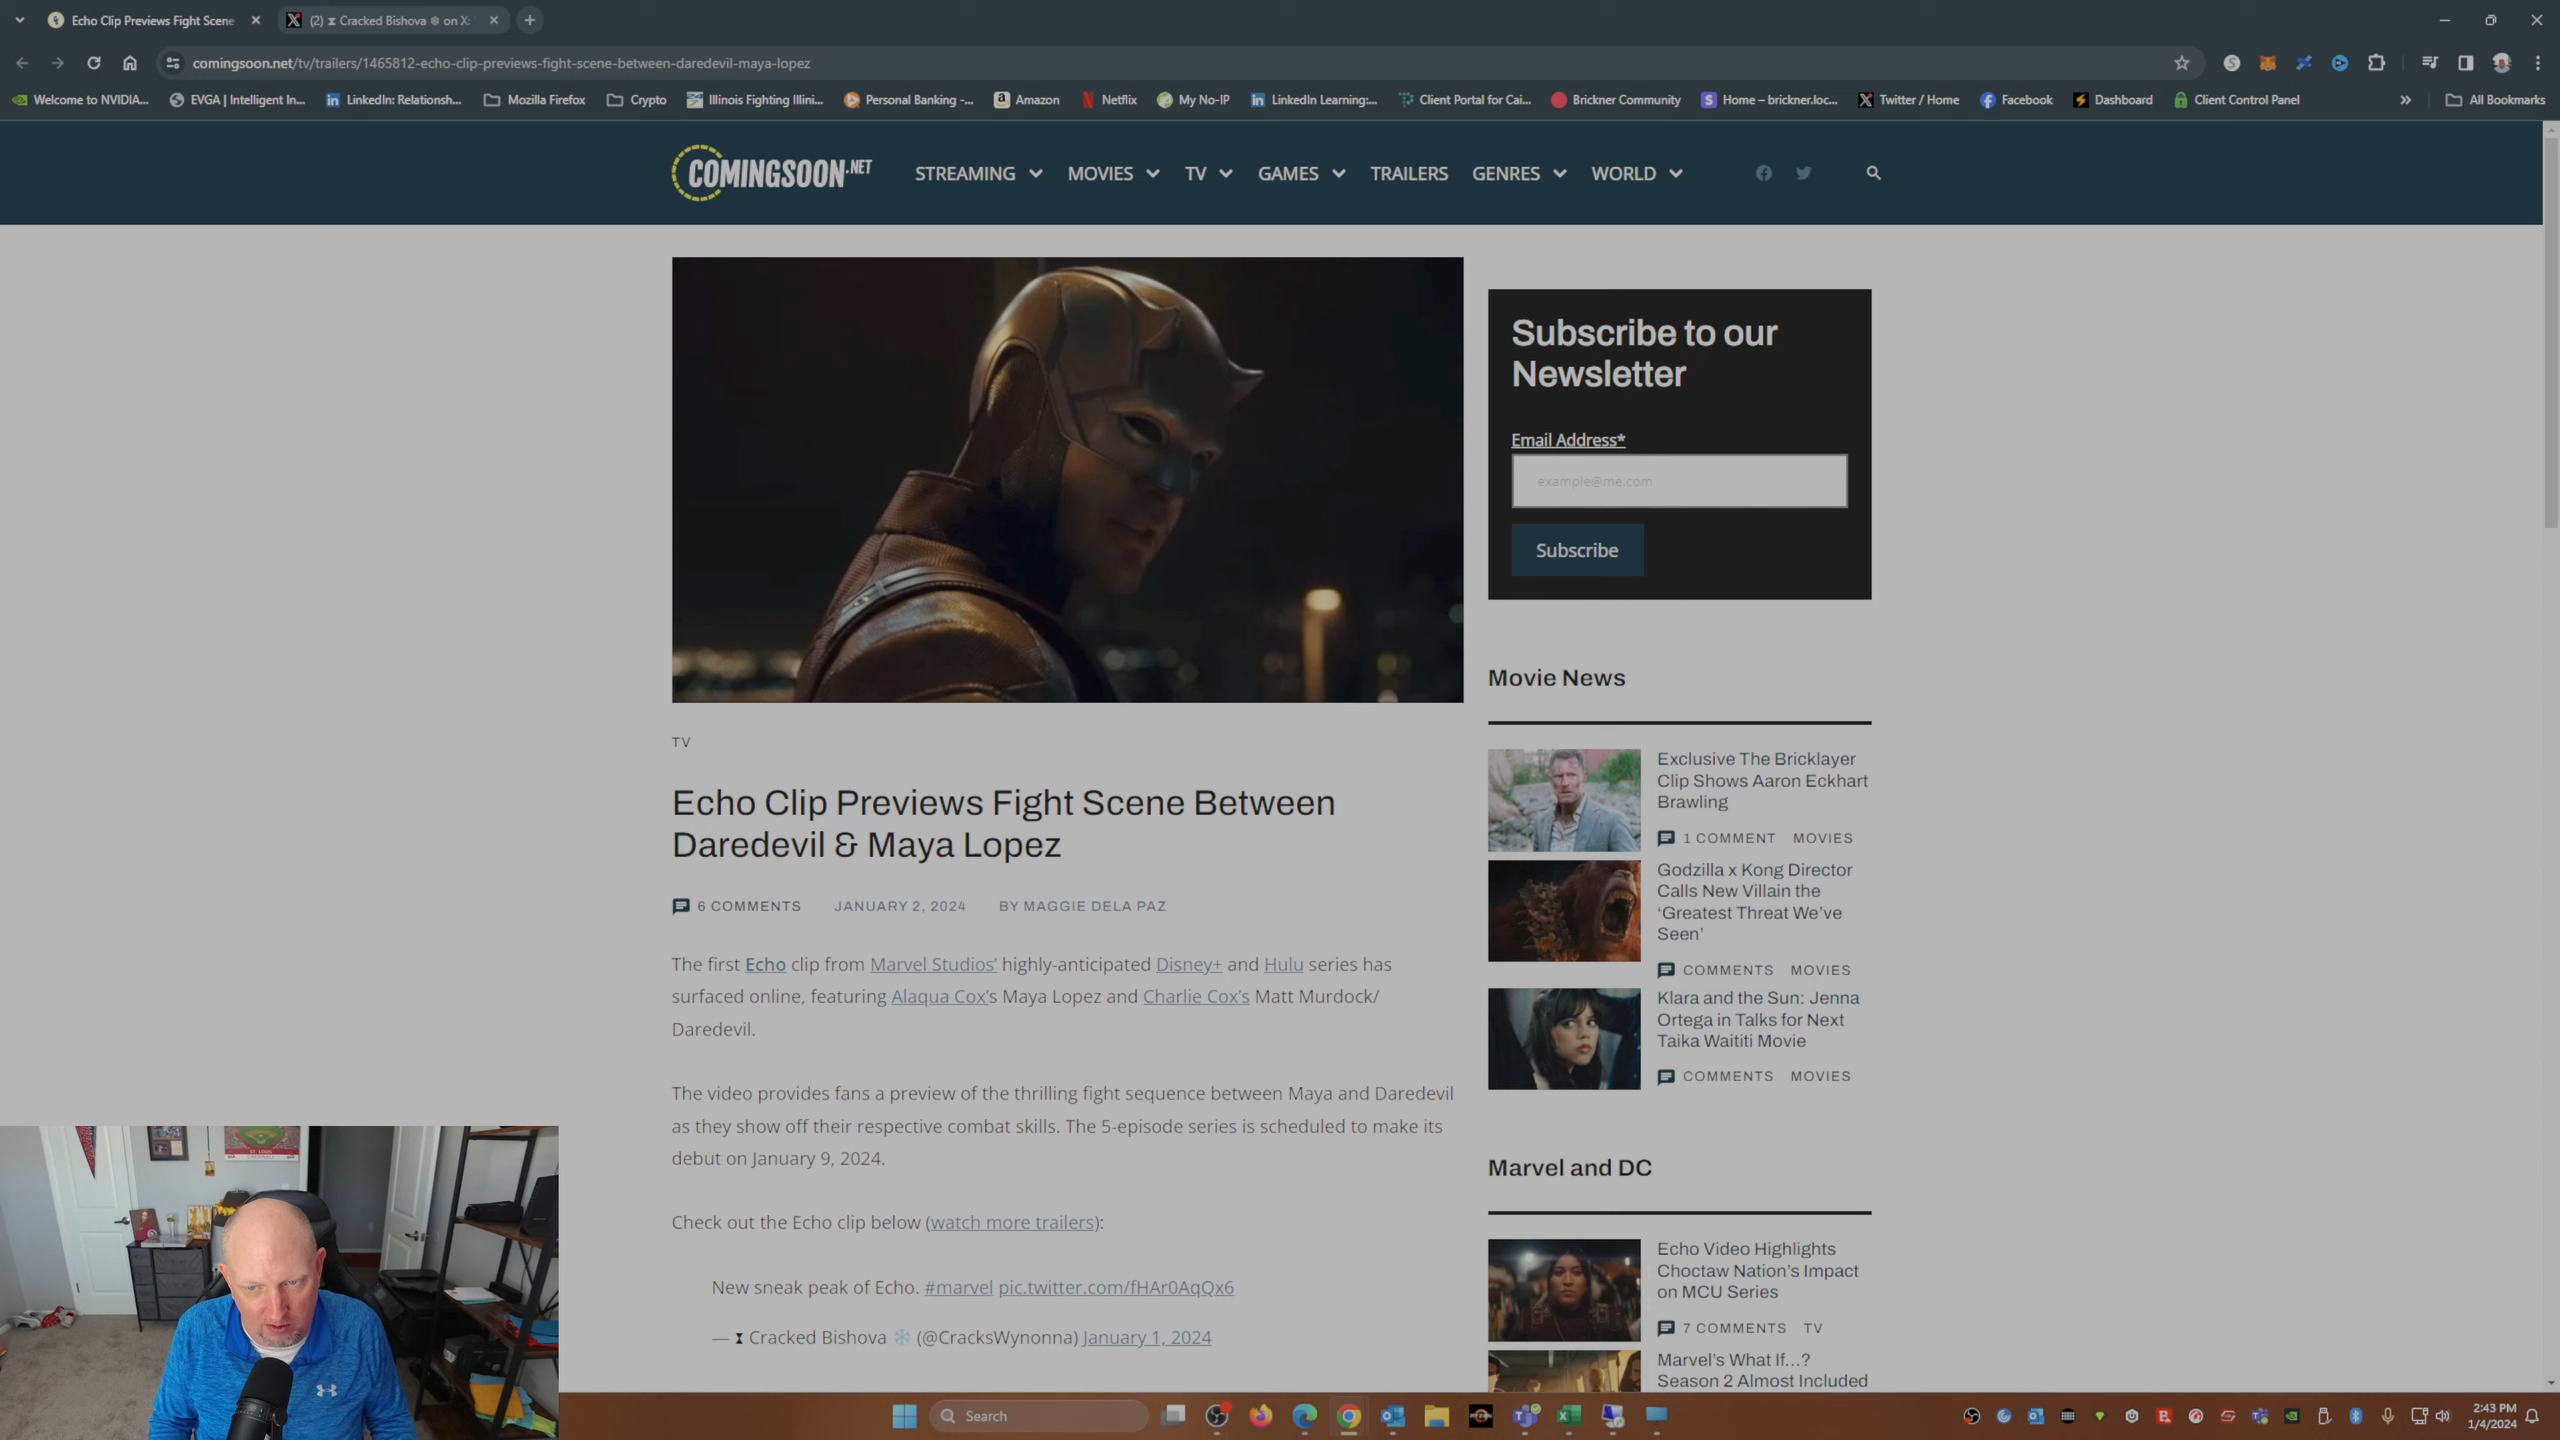 Echo Clip Previews Fight Scene
(2) Cracked Bishova ❄ on X:
comingsoon.net/tv/trailers/1465812-echo-clip-previews-fight-scene-between-daredevil-maya-lopez
Welcome to NVIDIA... EVGA | Intelligent In... LinkedIn: Relationsh... Mozilla Firefox Crypto Illinois Fighting Illini... Personal Banking -... Amazon Netflix My No-IP LinkedIn Learning:... Client Portal for Cai... Brickner Community Home – brickner.loc... Twitter / Home Facebook Dashboard Client Control Panel » All Bookmarks
COMINGSOON.NET
STREAMING MOVIES TV GAMES TRAILERS GENRES WORLD
Subscribe to our
Newsletter
Email Address*
example@me.com
Subscribe
TV
Echo Clip Previews Fight Scene Between
Daredevil & Maya Lopez
6 COMMENTS JANUARY 2, 2024 BY MAGGIE DELA PAZ
The first Echo clip from Marvel Studios' highly-anticipated Disney+ and Hulu series has
surfaced online, featuring Alaqua Cox's Maya Lopez and Charlie Cox's Matt Murdock/
Daredevil.
The video provides fans a preview of the thrilling fight sequence between Maya and Daredevil
as they show off their respective combat skills. The 5-episode series is scheduled to make its
debut on January 9, 2024.
Check out the Echo clip below (watch more trailers):
New sneak peak of Echo. #marvel pic.twitter.com/fHAr0AqQx6
— ⧗ Cracked Bishova ❄ (@CracksWynonna) January 1, 2024
Movie News
Exclusive The Bricklayer
Clip Shows Aaron Eckhart
Brawling
1 COMMENT MOVIES
Godzilla x Kong Director
Calls New Villain the
‘Greatest Threat We’ve
Seen’
COMMENTS MOVIES
Klara and the Sun: Jenna
Ortega in Talks for Next
Taika Waititi Movie
COMMENTS MOVIES
Marvel and DC
Echo Video Highlights
Choctaw Nation’s Impact
on MCU Series
7 COMMENTS TV
Marvel’s What If…?
Season 2 Almost Included
ST. LOUIS
CARDINALS
Search
2:43 PM
1/4/2024